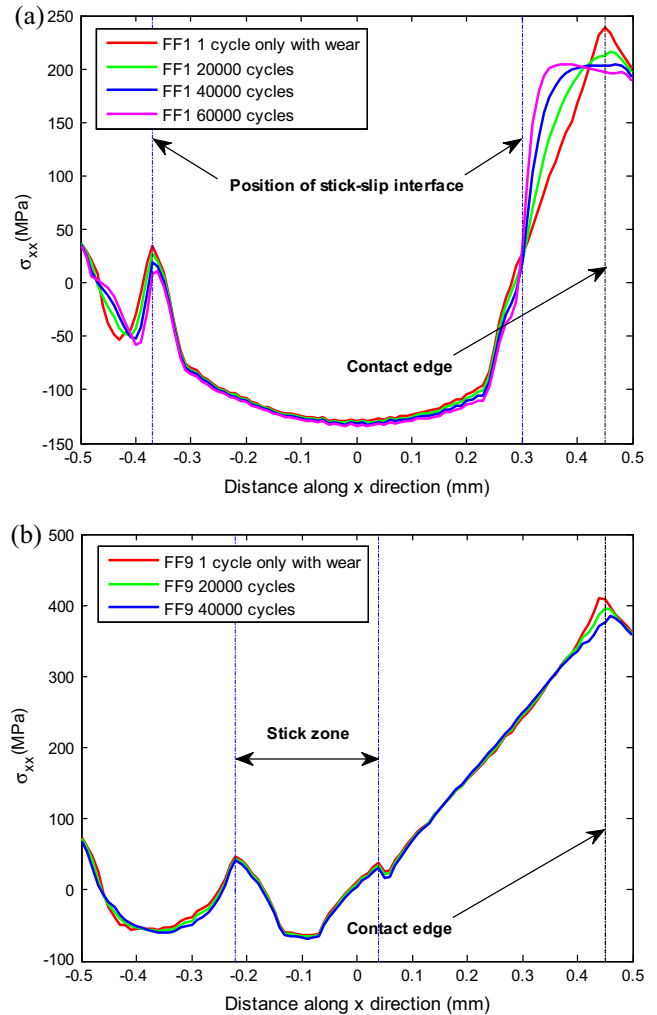 (a)
250
200
150
100
50
0
-50
-100
-150
σxx(MPa)
FF1 1 cycle only with wear
FF1 20000 cycles
FF1 40000 cycles
FF1 60000 cycles
Position of stick-slip interface
Contact edge
-0.5 -0.4 -0.3 -0.2 -0.1 0 0.1 0.2 0.3 0.4 0.5
Distance along x direction (mm)
(b)
500
400
300
200
100
0
-100
σxx(MPa)
FF9 1 cycle only with wear
FF9 20000 cycles
FF9 40000 cycles
Stick zone
Contact edge
-0.5 -0.4 -0.3 -0.2 -0.1 0 0.1 0.2 0.3 0.4 0.5
Distance along x direction (mm)